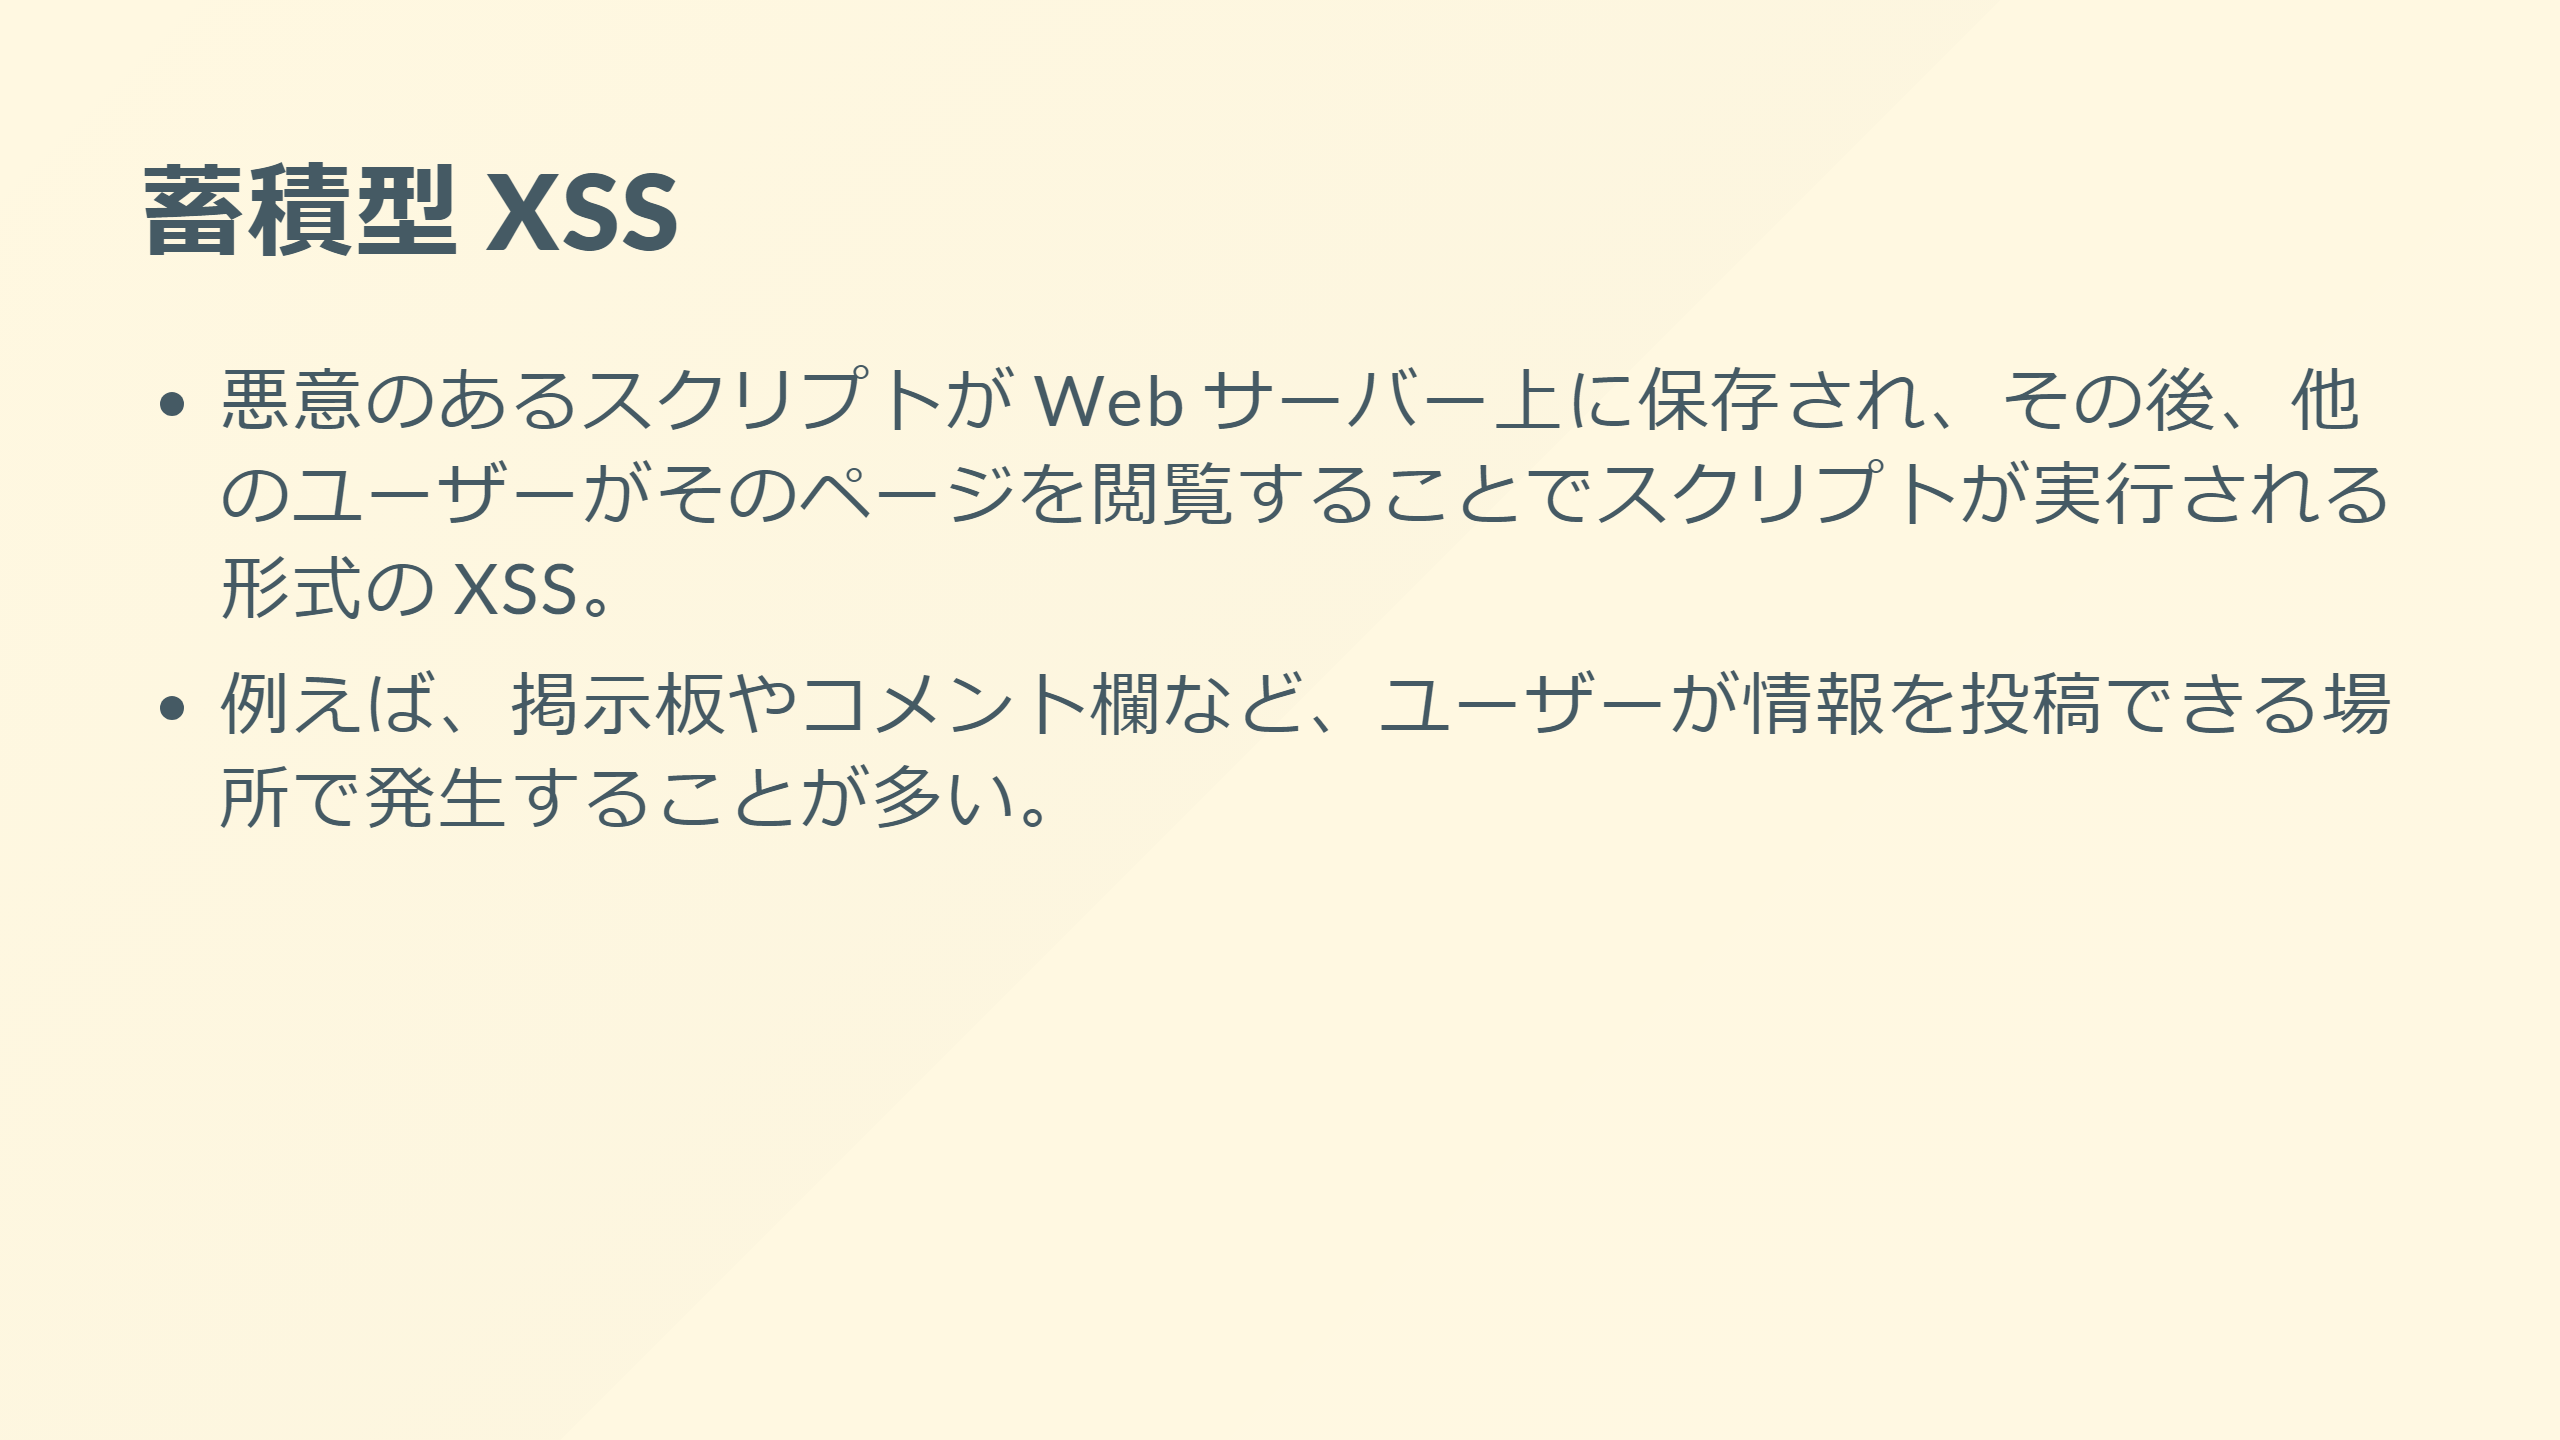 蓄積型 XSS
• 悪意のあるスクリプトが Web サーバー上に保存され、その後、他
のユーザーがそのページを閲覧することでスクリプトが実行される
形式の XSS。
• 例えば、掲示板やコメント欄など、ユーザーが情報を投稿できる場
所で発生することが多い。